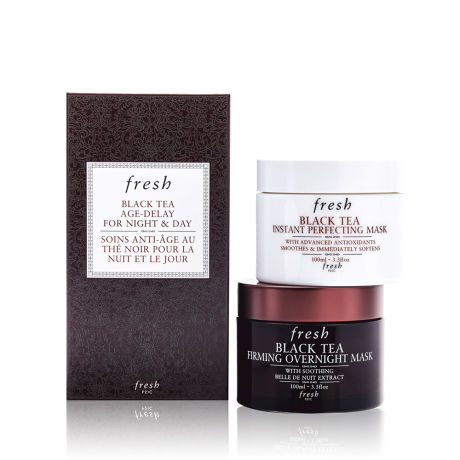 fresh
BLACK TEA
AGE-DELAY
FOR NIGHT & DAY
SOINS ANTI-ÂGE AU
THÉ NOIR POUR LA
NUIT ET LE JOUR
fresh
fresh
BLACK TEA
INSTANT PERFECTING MASK
WITH ADVANCED ANTIOXIDANTS
SMOOTHES & IMMEDIATELY SOFTENS
100ml - 3.3fl.oz
fresh
fresh
BLACK TEA
FIRMING OVERNIGHT MASK
WITH SOOTHING
BELLE DE NUIT EXTRACT
100ml - 3.3fl.oz
fresh